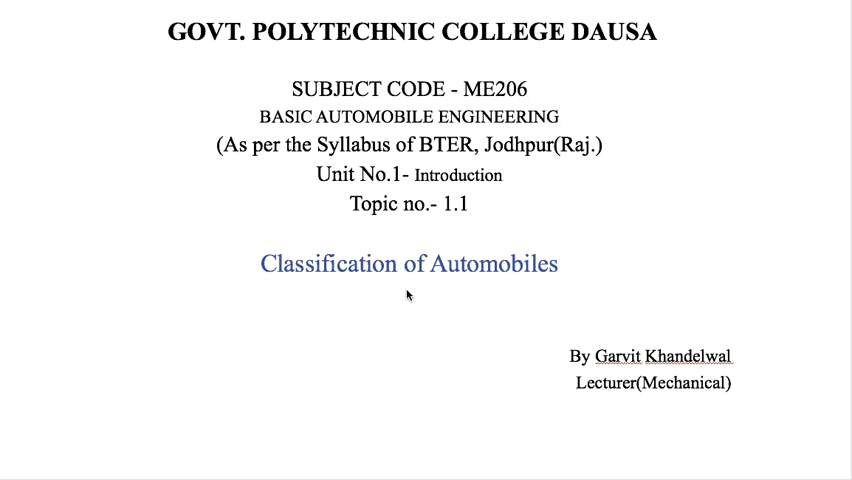 GOVT. POLYTECHNIC COLLEGE DAUSA
SUBJECT CODE - ME206
BASIC AUTOMOBILE ENGINEERING
(As per the Syllabus of BTER, Jodhpur(Raj.)
Unit No.1- Introduction
Topic no.- 1.1
Classification of Automobiles
By Garvit Khandelwal
Lecturer(Mechanical)